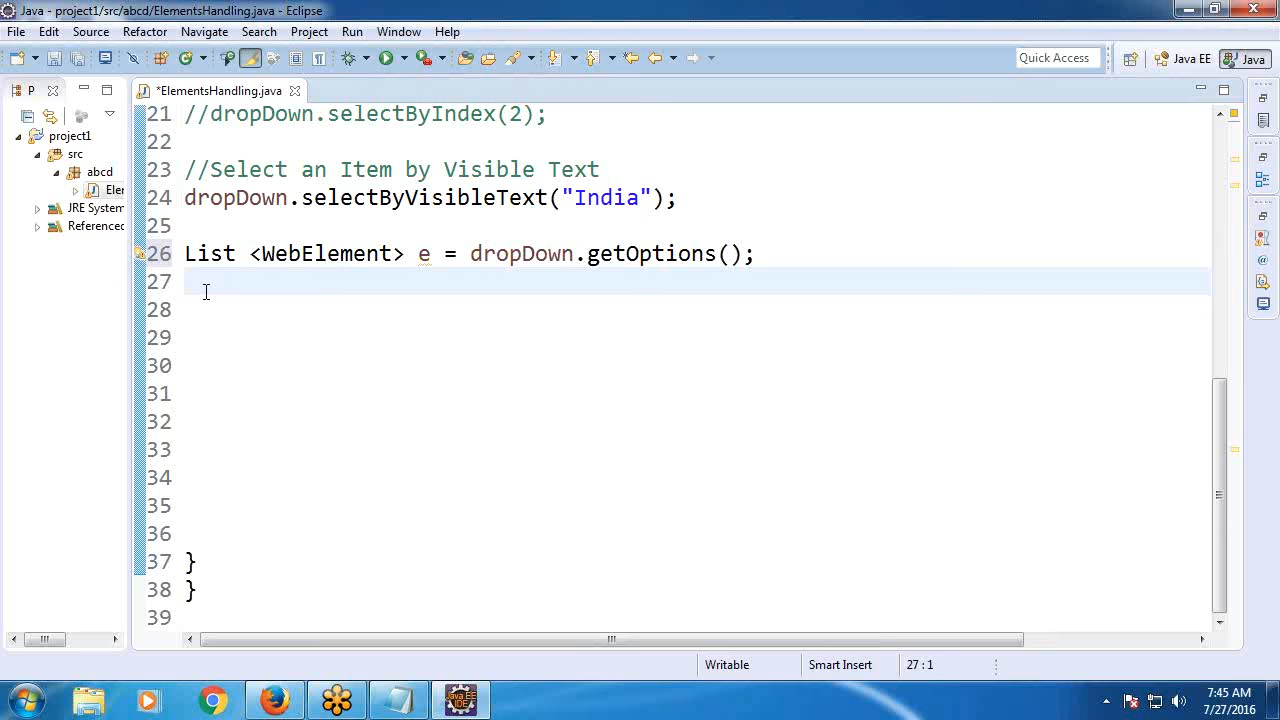 Java - project1/src/abcd/ElementsHandling.java - Eclipse
File Edit Source Refactor Navigate Search Project Run Window Help
Quick Access Java EE Java
P *ElementsHandling.java
project1
src
abcd
Elen
JRE System
Referenced
21 //dropDown.selectByIndex(2);
22
23 //Select an Item by Visible Text
24 dropDown.selectByVisibleText("India");
25
26 List <WebElement> e = dropDown.getOptions();
27
28
29
30
31
32
33
34
35
36
37 }
38 }
39
Writable Smart Insert 27 : 1
Java EE
IDE
7:45 AM
7/27/2016